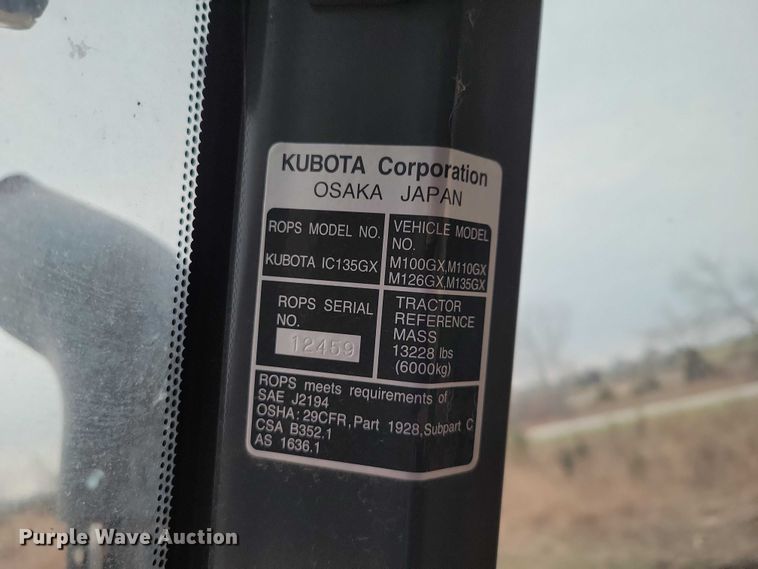 KUBOTA Corporation
OSAKA JAPAN
ROPS MODEL NO.
KUBOTA IC135GX
VEHICLE MODEL
NO.
M100GX,M110GX
M126GX,M135GX
ROPS SERIAL
NO.
12459
TRACTOR
REFERENCE
MASS
13228 lbs
(6000kg)
ROPS meets requirements of
SAE J2194
OSHA:29CFR,Part 1928,Subpart C
CSA B352.1
AS 1636.1
Purple Wave Auction